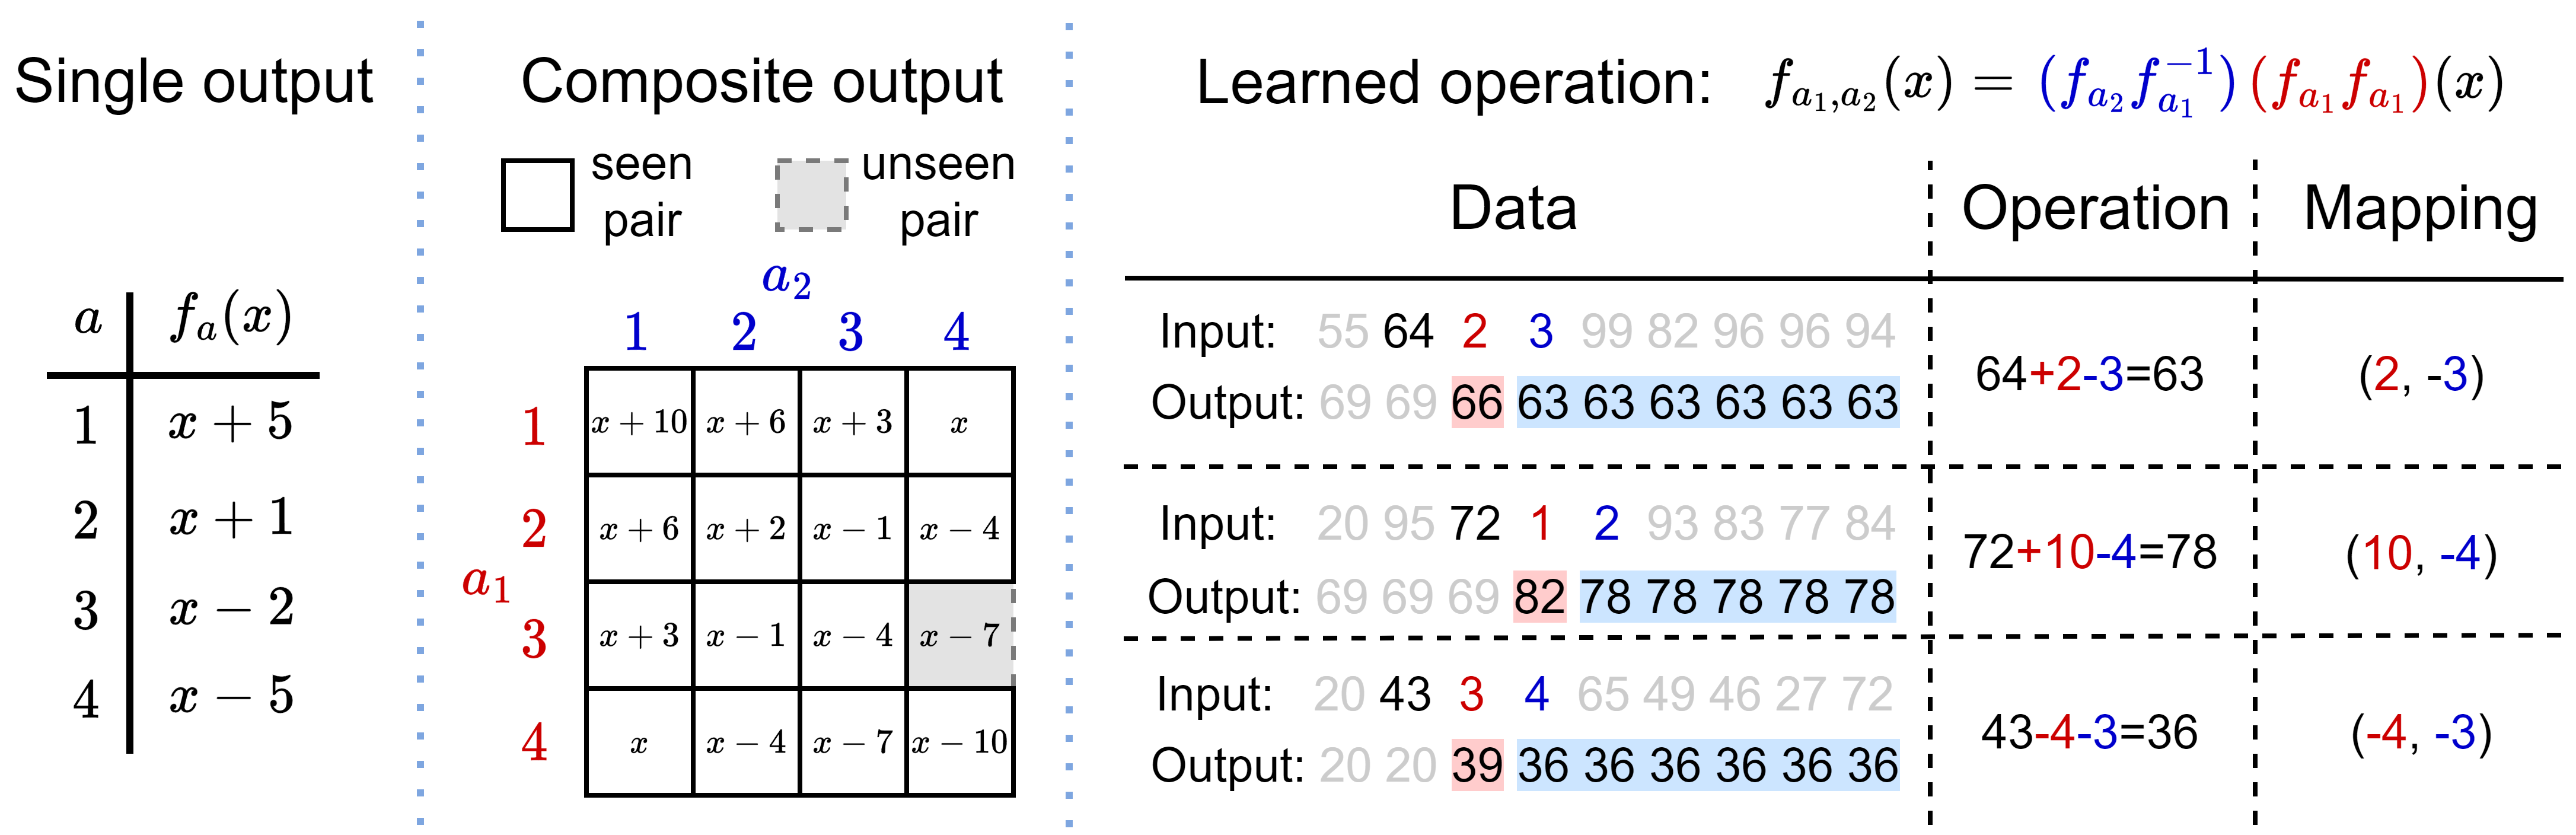 Single output
a f_a(x)
1 x + 5
2 x + 1
3 x − 2
4 x − 5
Composite output
seen pair
unseen pair
a_2
1 2 3 4
a_1
1 x + 10 x + 6 x + 3 x
2 x + 6 x + 2 x − 1 x − 4
3 x + 3 x − 1 x − 4 x − 7
4 x x − 4 x − 7 x − 10
Learned operation: f_{a_1,a_2}(x) = (f_{a_2} f_{a_1}^{−1}) (f_{a_1} f_{a_1})(x)
Data Operation Mapping
Input: 55 64 2 3 99 82 96 96 94
Output: 69 69 66 63 63 63 63 63 63
64+2-3=63 (2, -3)
Input: 20 95 72 1 2 93 83 77 84
Output: 69 69 69 82 78 78 78 78 78
72+10-4=78 (10, -4)
Input: 20 43 3 4 65 49 46 27 72
Output: 20 20 39 36 36 36 36 36 36
43-4-3=36 (-4, -3)